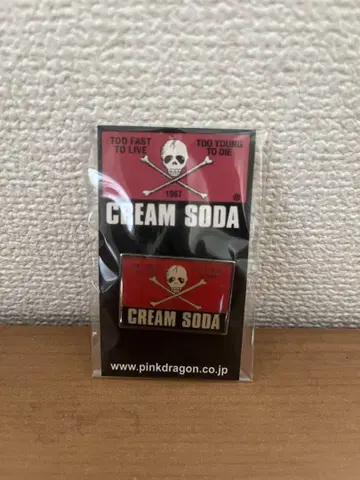 TOO FAST
TO LIVE
TOO YOUNG
TO DIE
1967
®
CREAM SODA
CREAM SODA
www.pinkdragon.co.jp